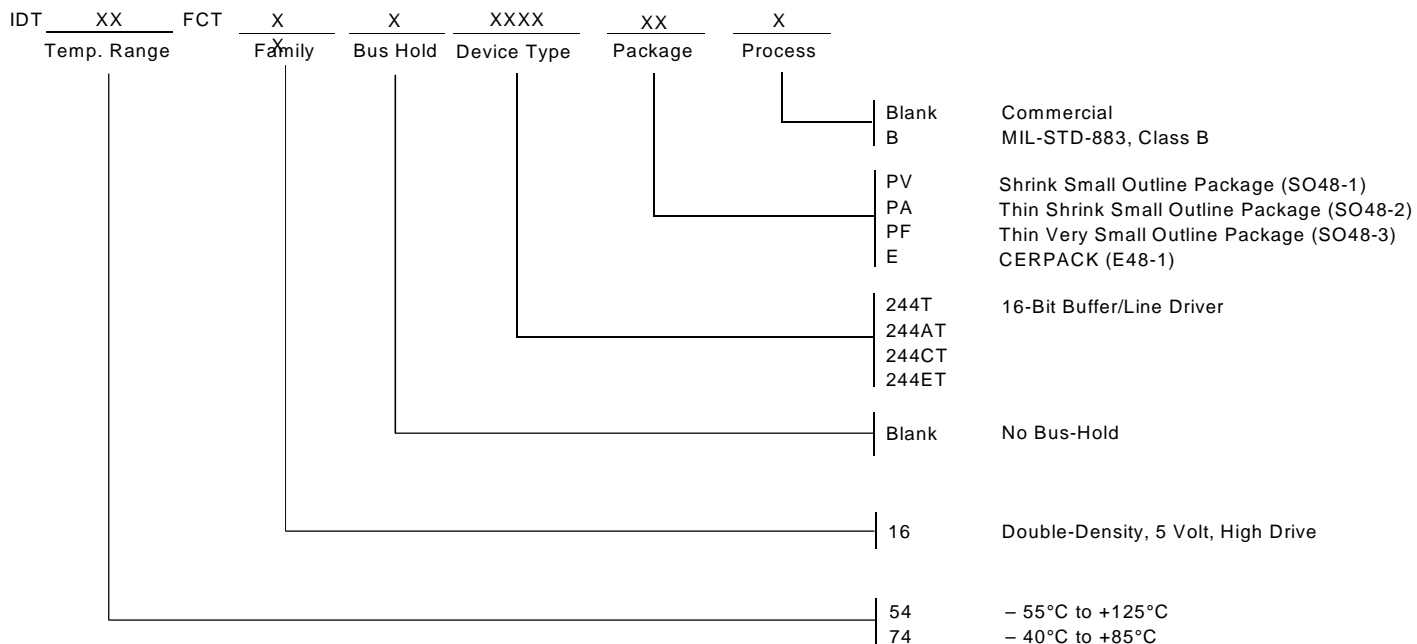 IDT XX FCT X X XXXX XX X
X
Temp. Range Family Bus Hold Device Type Package Process
Blank Commercial
B MIL-STD-883, Class B
PV Shrink Small Outline Package (SO48-1)
PA Thin Shrink Small Outline Package (SO48-2)
PF Thin Very Small Outline Package (SO48-3)
E CERPACK (E48-1)
244T 16-Bit Buffer/Line Driver
244AT
244CT
244ET
Blank No Bus-Hold
16 Double-Density, 5 Volt, High Drive
54 – 55°C to +125°C
74 – 40°C to +85°C